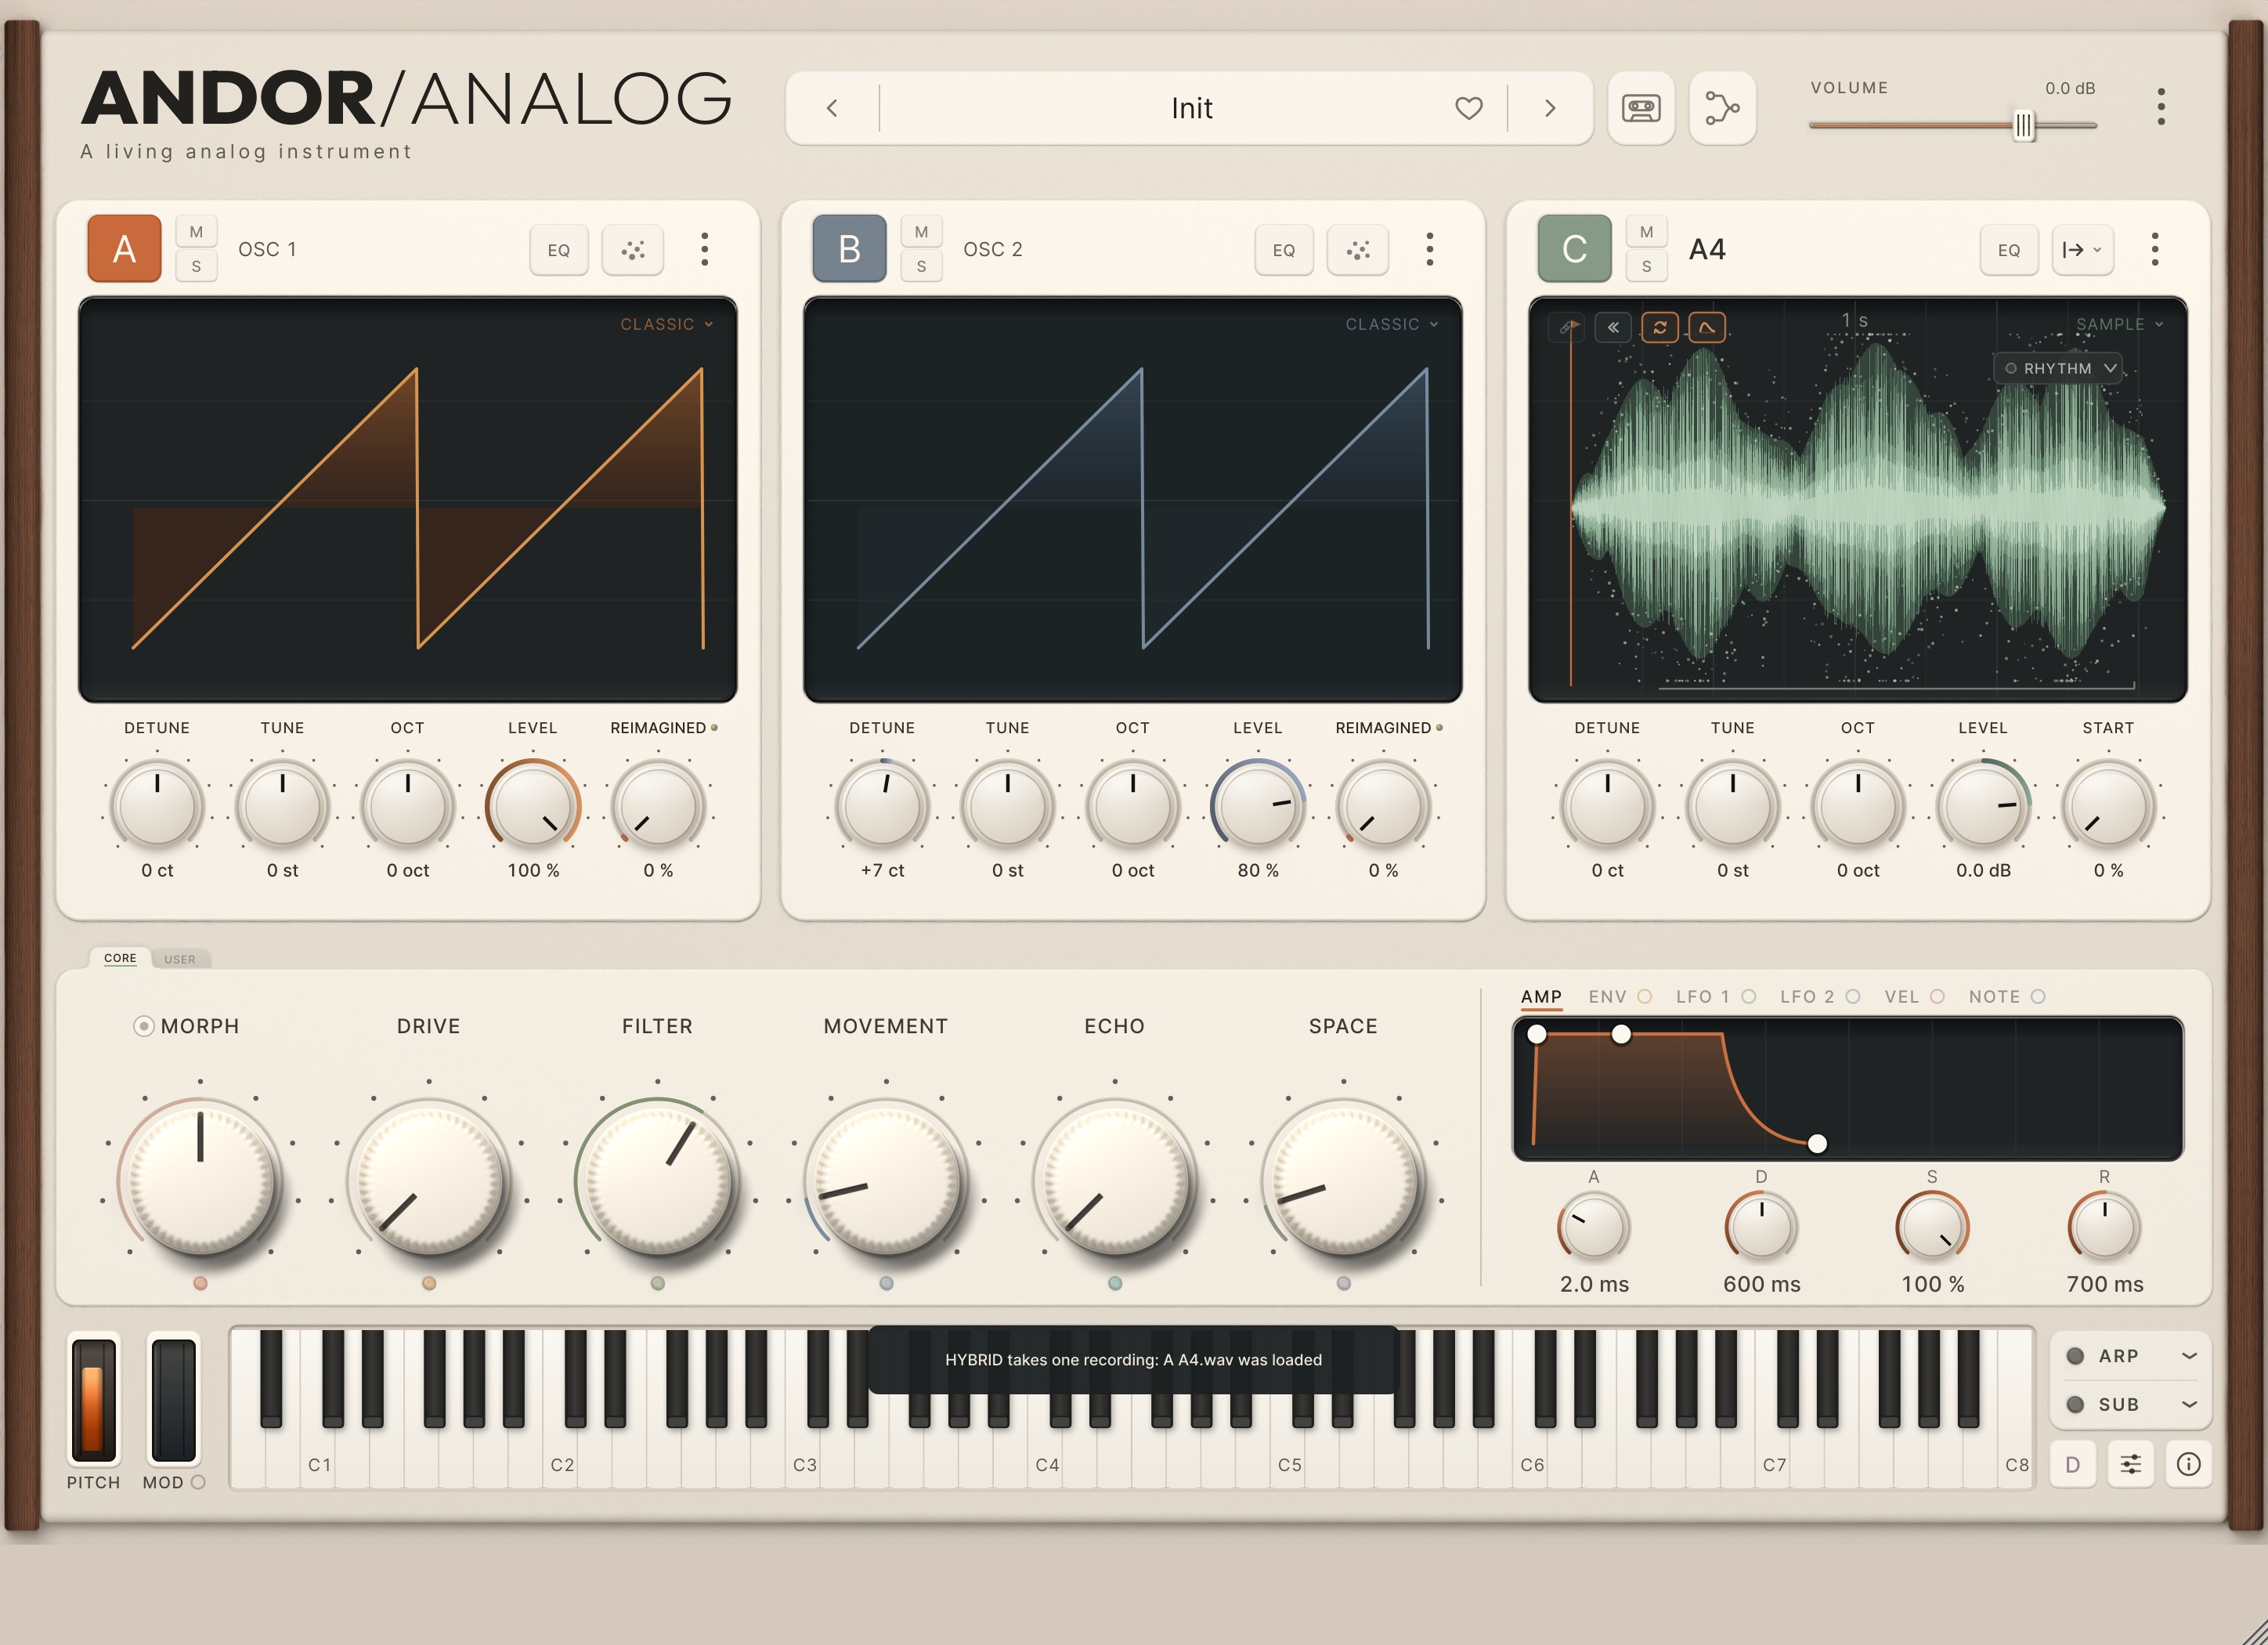 ANDOR/ANALOG
A living analog instrument
Init
VOLUME 0.0 dB
A M S OSC 1 EQ
B M S OSC 2 EQ
C M S A4 EQ
CLASSIC
CLASSIC
1 s SAMPLE
RHYTHM
DETUNE TUNE OCT LEVEL REIMAGINED
0 ct 0 st 0 oct 100 % 0 %
DETUNE TUNE OCT LEVEL REIMAGINED
+7 ct 0 st 0 oct 80 % 0 %
DETUNE TUNE OCT LEVEL START
0 ct 0 st 0 oct 0.0 dB 0 %
CORE USER
MORPH DRIVE FILTER MOVEMENT ECHO SPACE
AMP ENV LFO 1 LFO 2 VEL NOTE
A D S R
2.0 ms 600 ms 100 % 700 ms
HYBRID takes one recording: A A4.wav was loaded
PITCH MOD
C1 C2 C3 C4 C5 C6 C7 C8
ARP
SUB
D